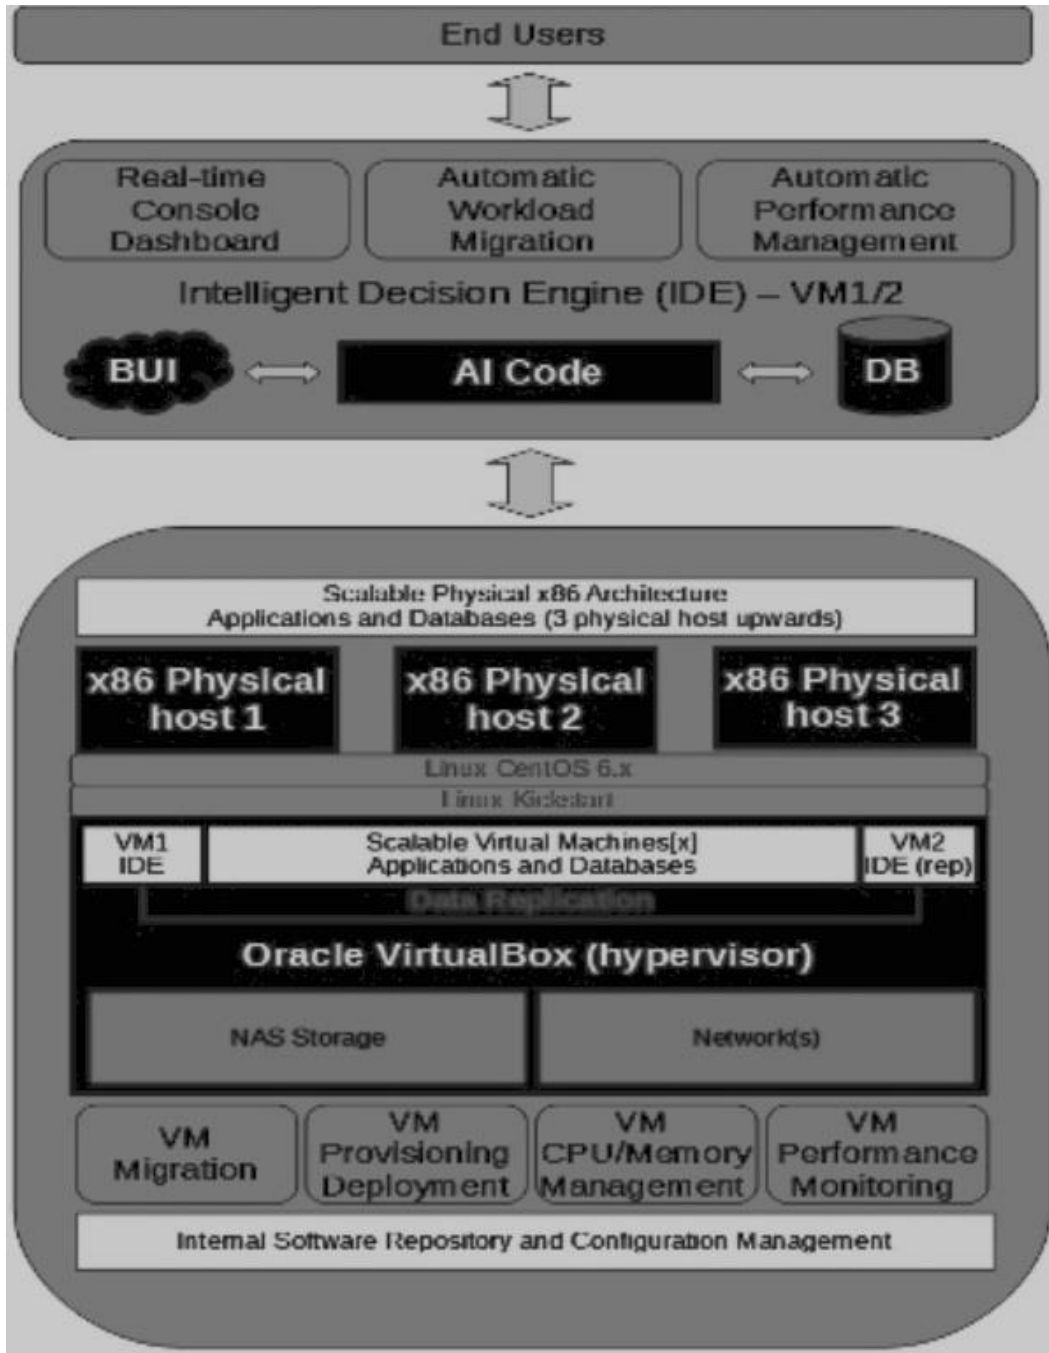 End Users
Real-time
Console
Dashboard
Automatic
Workload
Migration
Automatic
Performance
Management
Intelligent Decision Engine (IDE) – VM1/2
BUI
AI Code
DB
Scalable Physical x86 Architecture
Applications and Databases (3 physical host upwards)
x86 Physical
host 1
x86 Physical
host 2
x86 Physical
host 3
Linux CentOS 6.x
Linux Kickstart
VM1
IDE
Scalable Virtual Machines[x]
Applications and Databases
VM2
IDE (rep)
Data Replication
Oracle VirtualBox (hypervisor)
NAS Storage
Network(s)
VM
Migration
VM
Provisioning
Deployment
VM
CPU/Memory
Management
VM
Performance
Monitoring
Internal Software Repository and Configuration Management